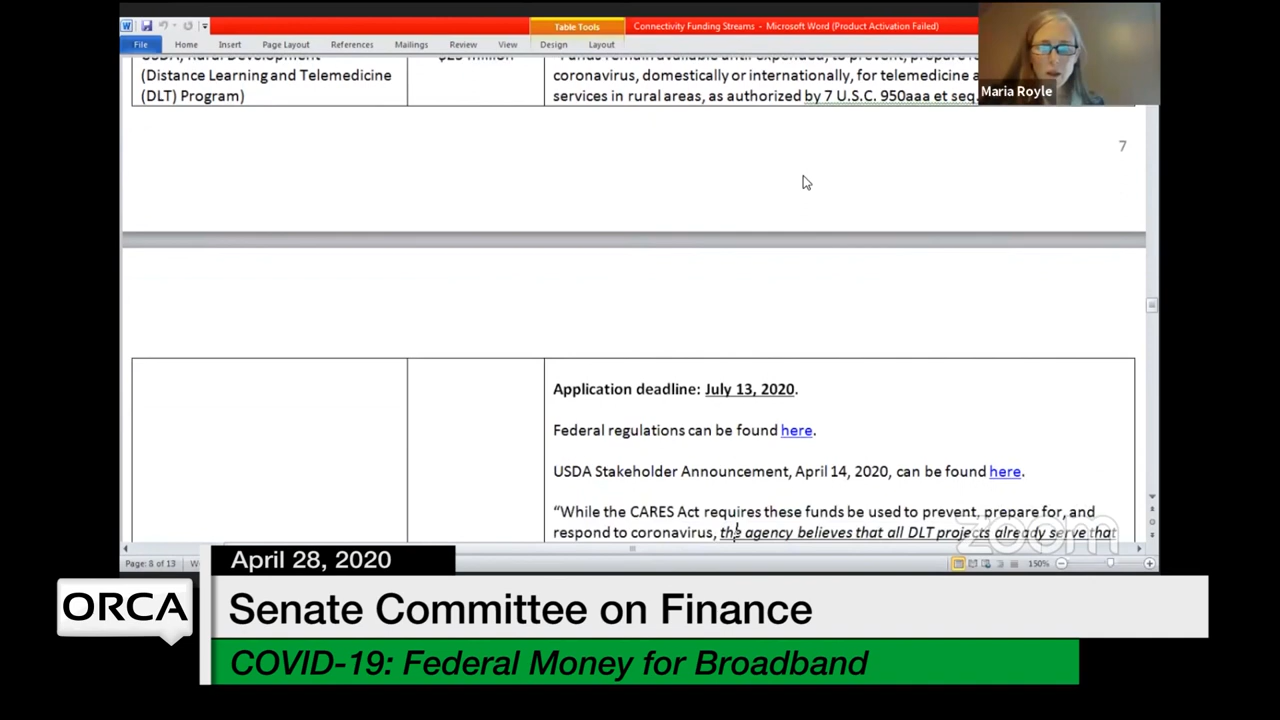 Table Tools
Connectivity Funding Streams - Microsoft Word (Product Activation Failed)
File Home Insert Page Layout References Mailings Review View Design Layout
USDA, Rural Development
(Distance Learning and Telemedicine
(DLT) Program)
$25 million
coronavirus, domestically or internationally, for telemedicine a
services in rural areas, as authorized by 7 U.S.C. 950aaa et seq.
Maria Royle
7
Application deadline: July 13, 2020.
Federal regulations can be found here.
USDA Stakeholder Announcement, April 14, 2020, can be found here.
“While the CARES Act requires these funds be used to prevent, prepare for, and
respond to coronavirus, the agency believes that all DLT projects already serve that
zoom
Page: 8 of 13
150%
April 28, 2020
ORCA
Senate Committee on Finance
COVID-19: Federal Money for Broadband